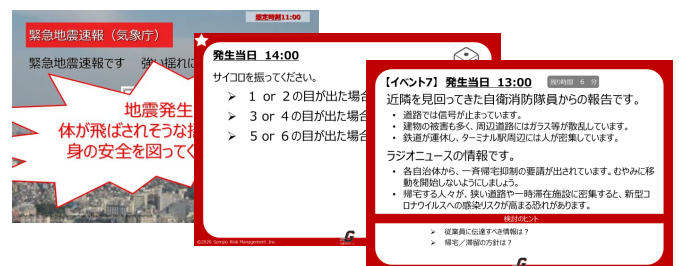 想定時刻11:00
緊急地震速報（気象庁）
緊急地震速報です　強い揺れに
地震発生
体が飛ばされそうな
身の安全を図って
発生当日 14:00
サイコロを振ってください。
➢ 1 or 2の目が出た場合
➢ 3 or 4の目が出た場合
➢ 5 or 6の目が出た場合
©2020 Sompo Risk Management Inc.
【イベント7】 発生当日 13:00 残り時間 6 分
近隣を見回ってきた自衛消防隊員からの報告です。
• 道路では信号が止まっています。
• 建物の被害も多く、周辺道路にはガラス等が散乱しています。
• 鉄道が運休し、ターミナル駅周辺には人が密集しています。
ラジオニュースの情報です。
• 各自治体から、一斉帰宅抑制の要請が出されています。むやみに移
動を開始しないようにしましょう。
• 帰宅する人々が、狭い道路や一時滞在施設に密集すると、新型コ
ロナウイルスへの感染リスクが高まる恐れがあります。
検討のヒント
➢ 従業員に伝達すべき情報は？
➢ 帰宅／滞留の方針は？